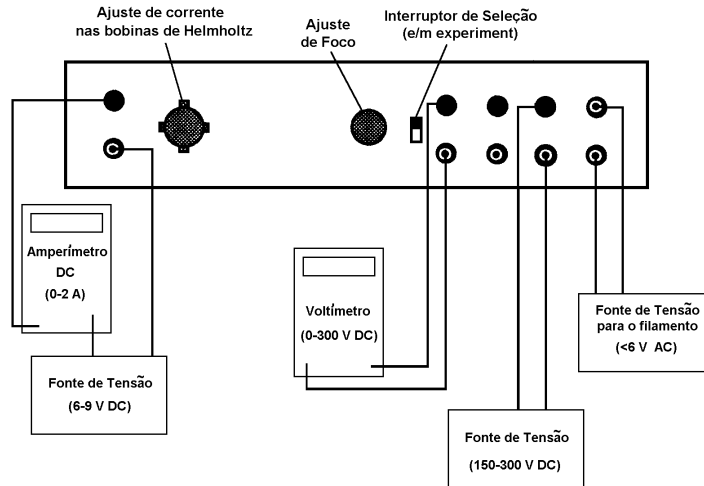 Ajuste de corrente
nas bobinas de Helmholtz
Ajuste
de Foco
Interruptor de Seleção
(e/m experiment)
Amperímetro
DC
(0-2 A)
Fonte de Tensão
(6-9 V DC)
Voltímetro
(0-300 V DC)
Fonte de Tensão
(150-300 V DC)
Fonte de Tensão
para o filamento
(<6 V AC)